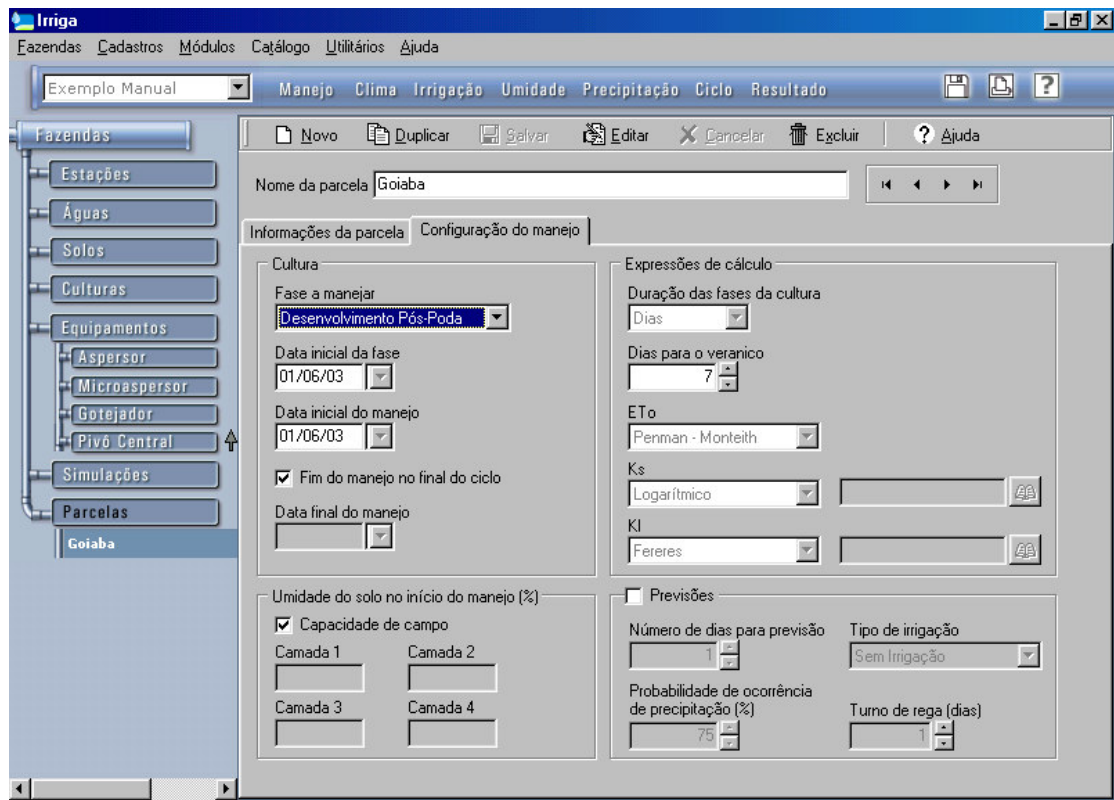 Irriga
Fazendas Cadastros Módulos Catálogo Utilitários Ajuda
Exemplo Manual
Manejo Clima Irrigação Umidade Precipitação Ciclo Resultado
?
Fazendas
Estações
Águas
Solos
Culturas
Equipamentos
Aspersor
Microaspersor
Gotejador
Pivô Central
Simulações
Parcelas
Goiaba
Novo Duplicar Salvar Editar Cancelar Excluir ? Ajuda
Nome da parcela Goiaba
Informações da parcela Configuração do manejo
Cultura
Fase a manejar
Desenvolvimento Pós-Poda
Data inicial da fase
01/06/03
Data inicial do manejo
01/06/03
Fim do manejo no final do ciclo
Data final do manejo
Expressões de cálculo
Duração das fases da cultura
Dias
Dias para o veranico
7
ETo
Penman - Monteith
Ks
Logarítmico
Kl
Fereres
Umidade do solo no início do manejo (%)
Capacidade de campo
Camada 1 Camada 2
Camada 3 Camada 4
Previsões
Número de dias para previsão Tipo de irrigação
1 Sem Irrigação
Probabilidade de ocorrência
de precipitação (%) Turno de rega (dias)
75 1